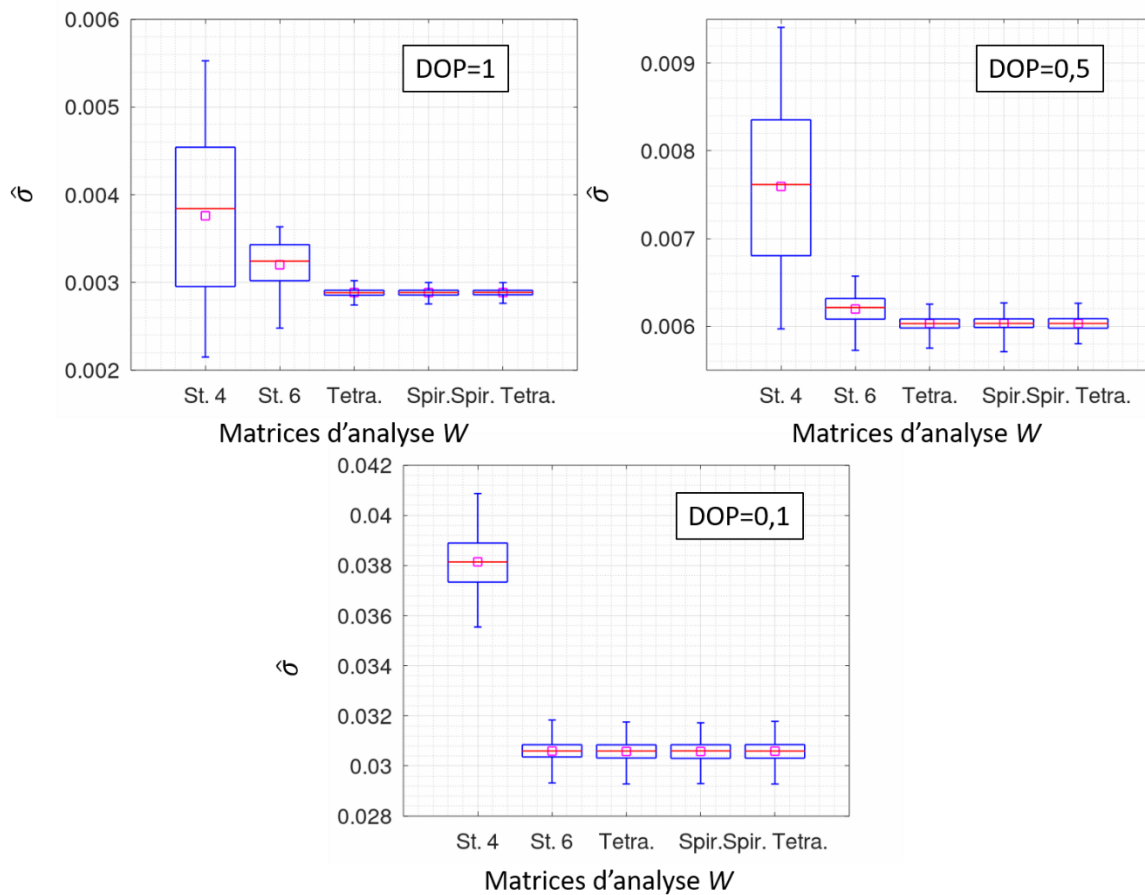 0.006
0.005
0.004
0.003
0.002
σ̂
DOP=1
St. 4 St. 6 Tetra. Spir.Spir. Tetra.
Matrices d'analyse W
0.009
0.008
0.007
0.006
σ̂
DOP=0,5
St. 4 St. 6 Tetra. Spir.Spir. Tetra.
Matrices d'analyse W
0.042
0.04
0.038
0.036
0.034
0.032
0.03
0.028
σ̂
DOP=0,1
St. 4 St. 6 Tetra. Spir.Spir. Tetra.
Matrices d'analyse W